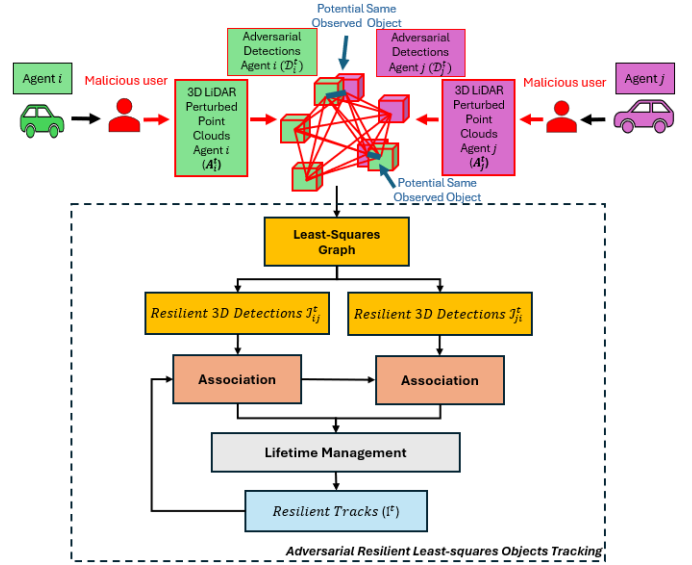 Potential Same
Observed Object
Adversarial
Detections
Agent i (𝒟ᵢᵗ)
Adversarial
Detections
Agent j (𝒟ⱼᵗ)
Agent i
Malicious user
3D LiDAR
Perturbed
Point
Clouds
Agent i
(Aᵢᵗ)
3D LiDAR
Perturbed
Point
Clouds
Agent j
(Aⱼᵗ)
Malicious user
Agent j
Potential Same
Observed Object
Least-Squares
Graph
Resilient 3D Detections ℐᵢⱼᵗ
Resilient 3D Detections ℐⱼᵢᵗ
Association
Association
Lifetime Management
Resilient Tracks (𝕀ᵗ)
Adversarial Resilient Least-squares Objects Tracking